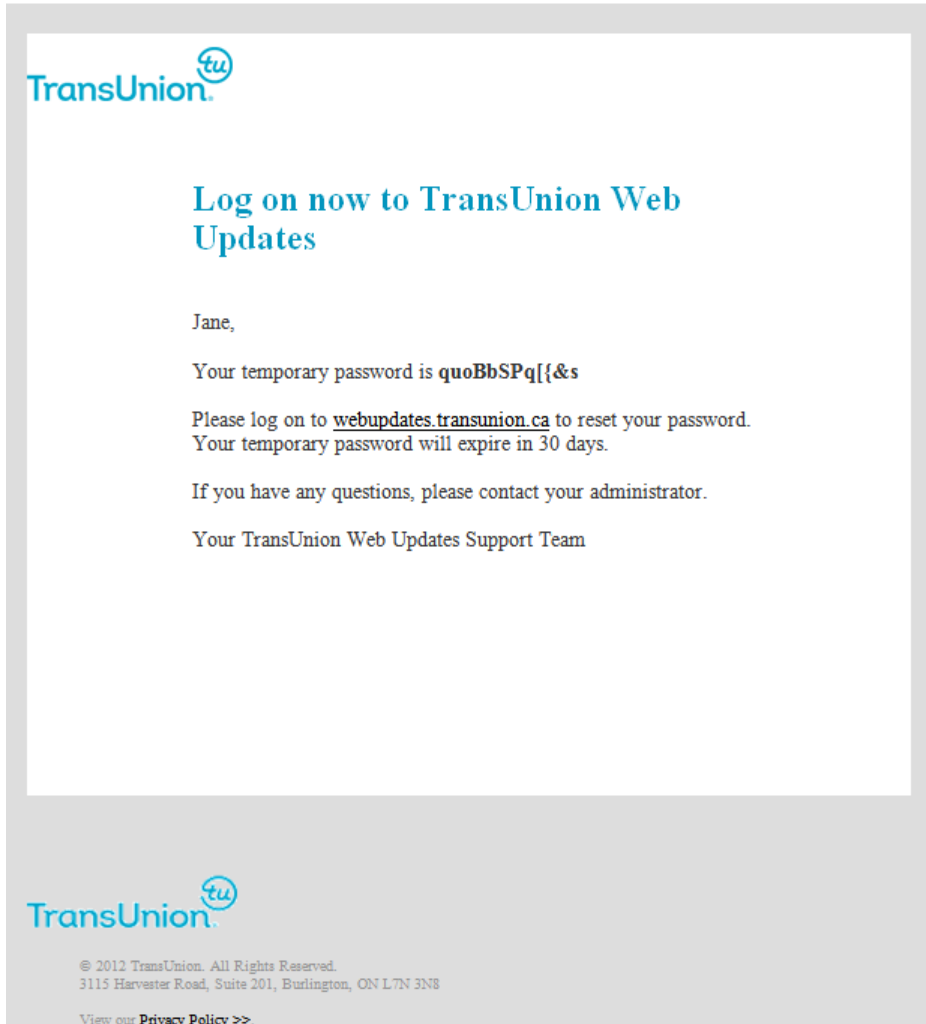 TransUnion.
tu
Log on now to TransUnion Web
Updates
Jane,
Your temporary password is quoBbSPq[{&s
Please log on to webupdates.transunion.ca to reset your password.
Your temporary password will expire in 30 days.
If you have any questions, please contact your administrator.
Your TransUnion Web Updates Support Team
TransUnion.
tu
© 2012 TransUnion. All Rights Reserved.
3115 Harvester Road, Suite 201, Burlington, ON L7N 3N8
View our Privacy Policy >>.